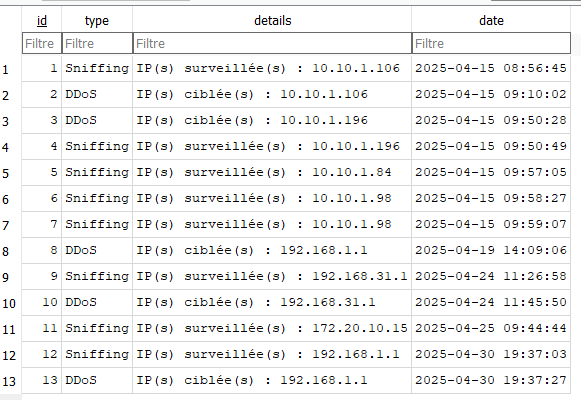 id type details date
Filtre Filtre Filtre Filtre
1 1 Sniffing IP(s) surveillée(s) : 10.10.1.106 2025-04-15 08:56:45
2 2 DDoS IP(s) ciblée(s) : 10.10.1.106 2025-04-15 09:10:02
3 3 DDoS IP(s) ciblée(s) : 10.10.1.196 2025-04-15 09:50:28
4 4 Sniffing IP(s) surveillée(s) : 10.10.1.196 2025-04-15 09:50:49
5 5 Sniffing IP(s) surveillée(s) : 10.10.1.84 2025-04-15 09:57:05
6 6 Sniffing IP(s) surveillée(s) : 10.10.1.98 2025-04-15 09:58:27
7 7 Sniffing IP(s) surveillée(s) : 10.10.1.98 2025-04-15 09:59:07
8 8 DDoS IP(s) ciblée(s) : 192.168.1.1 2025-04-19 14:09:06
9 9 Sniffing IP(s) surveillée(s) : 192.168.31.1 2025-04-24 11:26:58
10 10 DDoS IP(s) ciblée(s) : 192.168.31.1 2025-04-24 11:45:50
11 11 Sniffing IP(s) surveillée(s) : 172.20.10.15 2025-04-25 09:44:44
12 12 Sniffing IP(s) surveillée(s) : 192.168.1.1 2025-04-30 19:37:03
13 13 DDoS IP(s) ciblée(s) : 192.168.1.1 2025-04-30 19:37:27